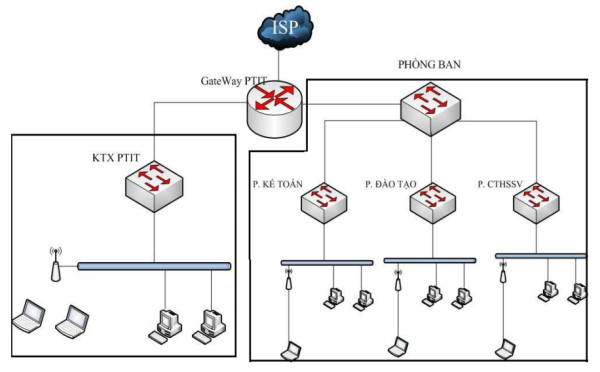 ISP
GateWay PTIT
PHÒNG BAN
KTX PTIT
P. KẾ TOÁN
P. ĐÀO TẠO
P. CTHSSV